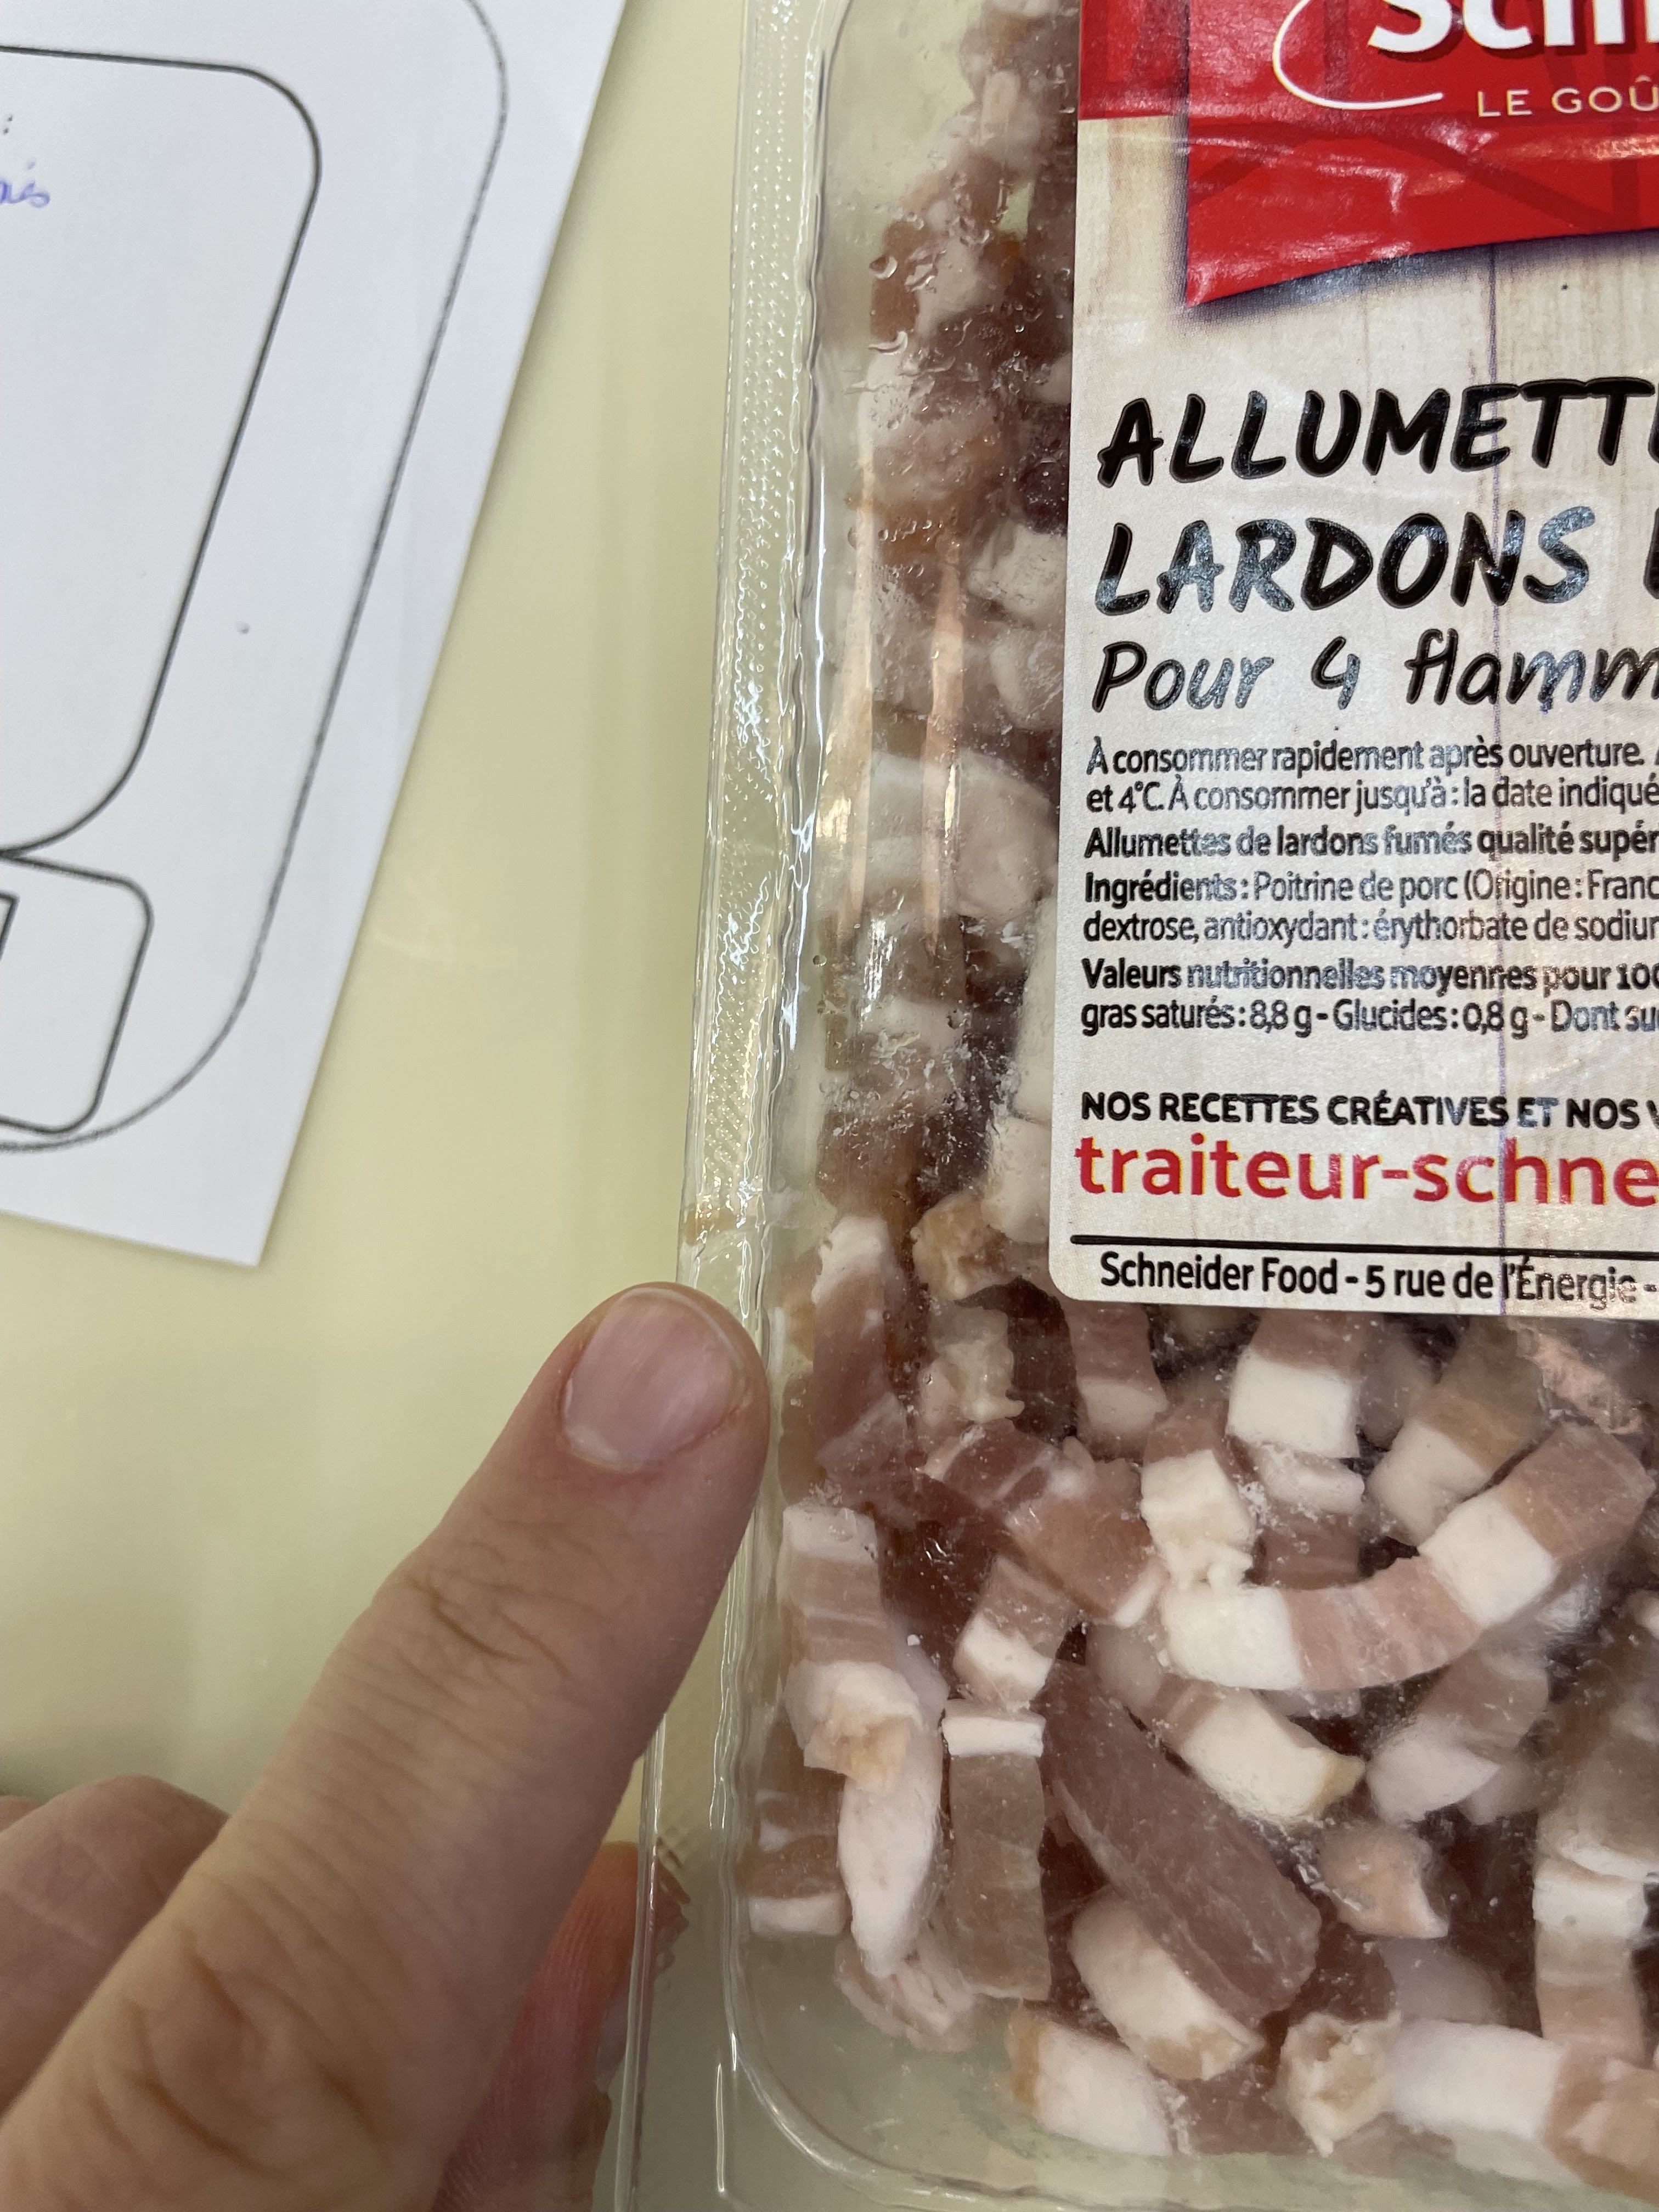 LE GOÛ
ALLUMETT
LARDONS
Pour 4 flamm
À consommer rapidement après ouverture.
et 4°C. À consommer jusqu'à : la date indiqué
Allumettes de lardons fumés qualité supér
Ingrédients : Poitrine de porc (Origine : Franc
dextrose, antioxydant : érythorbate de sodiu
Valeurs nutritionnelles moyennes pour 100
gras saturés : 8,8 g - Glucides : 0,8 g - Dont su
NOS RECETTES CRÉATIVES ET NOS
traiteur-schne
Schneider Food - 5 rue de l'Énergie -